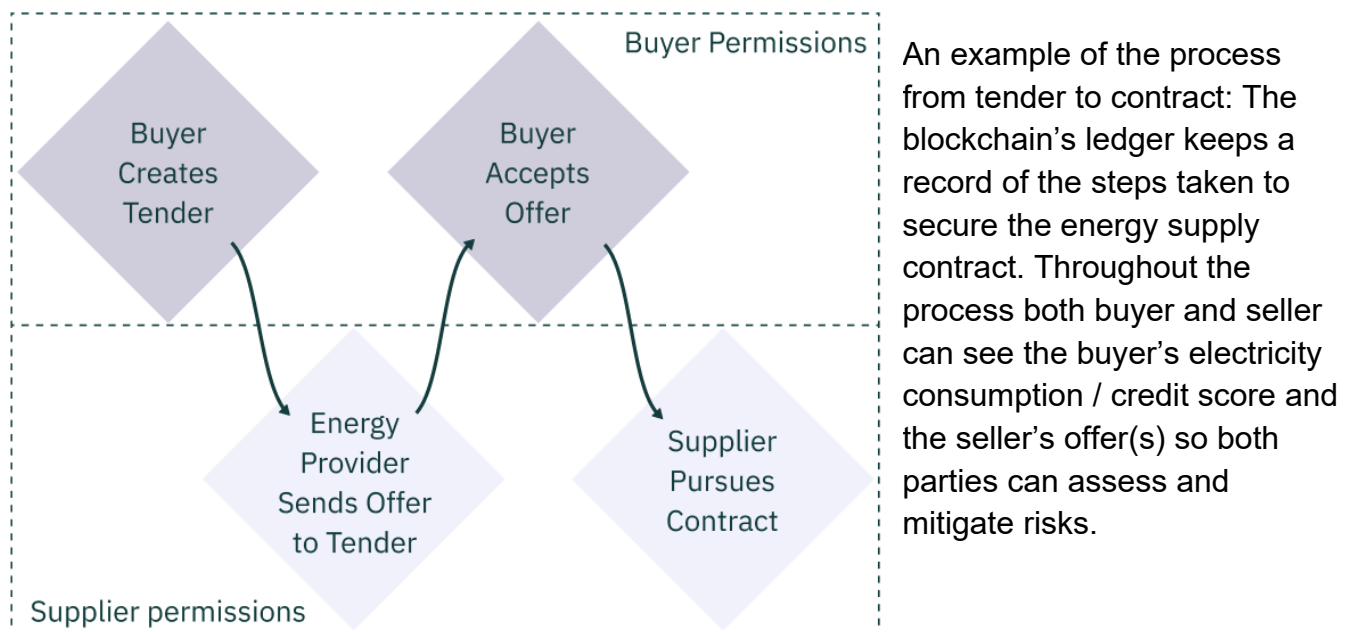 Buyer Permissions
Buyer
Creates
Tender
Buyer
Accepts
Offer
Energy
Provider
Sends Offer
to Tender
Supplier
Pursues
Contract
Supplier permissions
An example of the process
from tender to contract: The
blockchain’s ledger keeps a
record of the steps taken to
secure the energy supply
contract. Throughout the
process both buyer and seller
can see the buyer’s electricity
consumption / credit score and
the seller’s offer(s) so both
parties can assess and
mitigate risks.